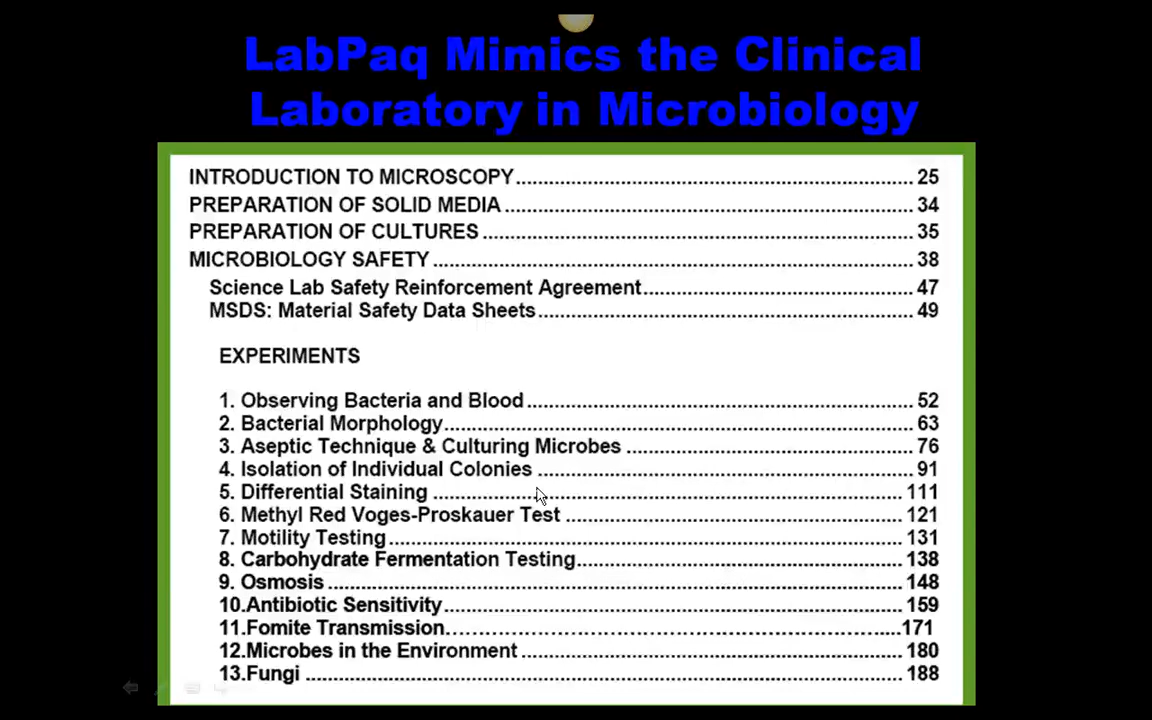 LabPaq Mimics the Clinical
Laboratory in Microbiology
INTRODUCTION TO MICROSCOPY........................................................................ 25
PREPARATION OF SOLID MEDIA ......................................................................... 34
PREPARATION OF CULTURES ............................................................................. 35
MICROBIOLOGY SAFETY ...................................................................................... 38
Science Lab Safety Reinforcement Agreement................................................ 47
MSDS: Material Safety Data Sheets.................................................................. 49
EXPERIMENTS
1. Observing Bacteria and Blood .................................................................... 52
2. Bacterial Morphology................................................................................... 63
3. Aseptic Technique & Culturing Microbes ................................................... 76
4. Isolation of Individual Colonies .................................................................. 91
5. Differential Staining ................................................................................... 111
6. Methyl Red Voges-Proskauer Test ........................................................... 121
7. Motility Testing........................................................................................... 131
8. Carbohydrate Fermentation Testing.......................................................... 138
9. Osmosis ..................................................................................................... 148
10.Antibiotic Sensitivity.................................................................................. 159
11.Fomite Transmission.................................................................................171
12.Microbes in the Environment .................................................................... 180
13.Fungi .......................................................................................................... 188